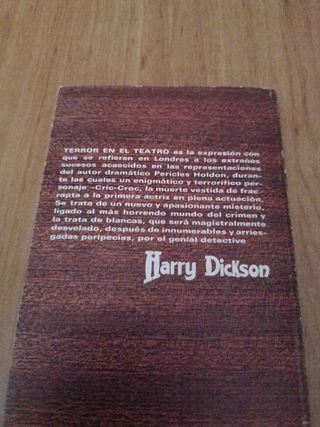 TERROR EN EL TEATRO es la expresión con
que se refieren en Londres a los extraños
sucesos acaecidos en las representaciones
del autor dramático Pericles Holdon, duran-
te las cuales un enigmático y terrorífico per-
sonaje -Cric-Croc, la muerte vestida de frac-
rapta a la primera actriz en plena actuación.
Se trata de un nuevo y apasionante misterio,
ligado al más horrendo mundo del crimen y
la trata de blancas, que será magistralmente
desvelado, después de innumerables y arries-
gadas peripecias, por el genial detective
Harry Dickson